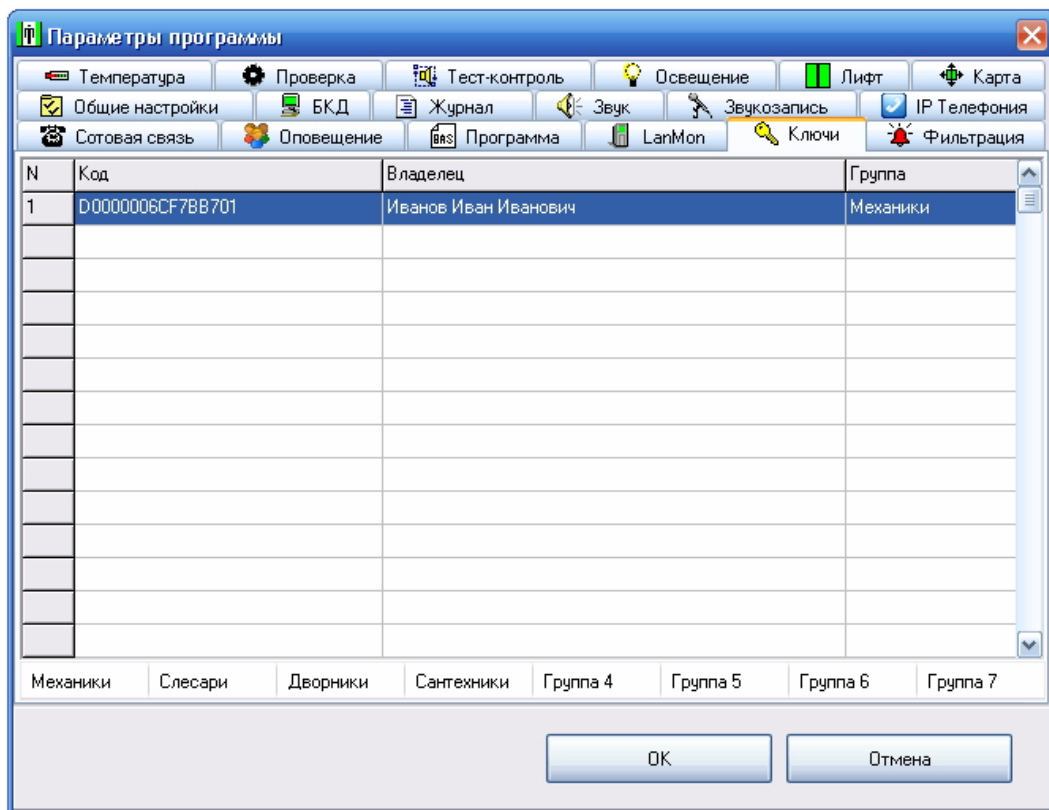 Параметры программы
Температура Проверка Тест-контроль Освещение Лифт Карта
Общие настройки БКД Журнал Звук Звукозапись IP Телефония
Сотовая связь Оповещение BAS Программа LanMon Ключи Фильтрация
N Код Владелец Группа
1 D0000006CF7BB701 Иванов Иван Иванович Механики
Механики Слесари Дворники Сантехники Группа 4 Группа 5 Группа 6 Группа 7
OK Отмена